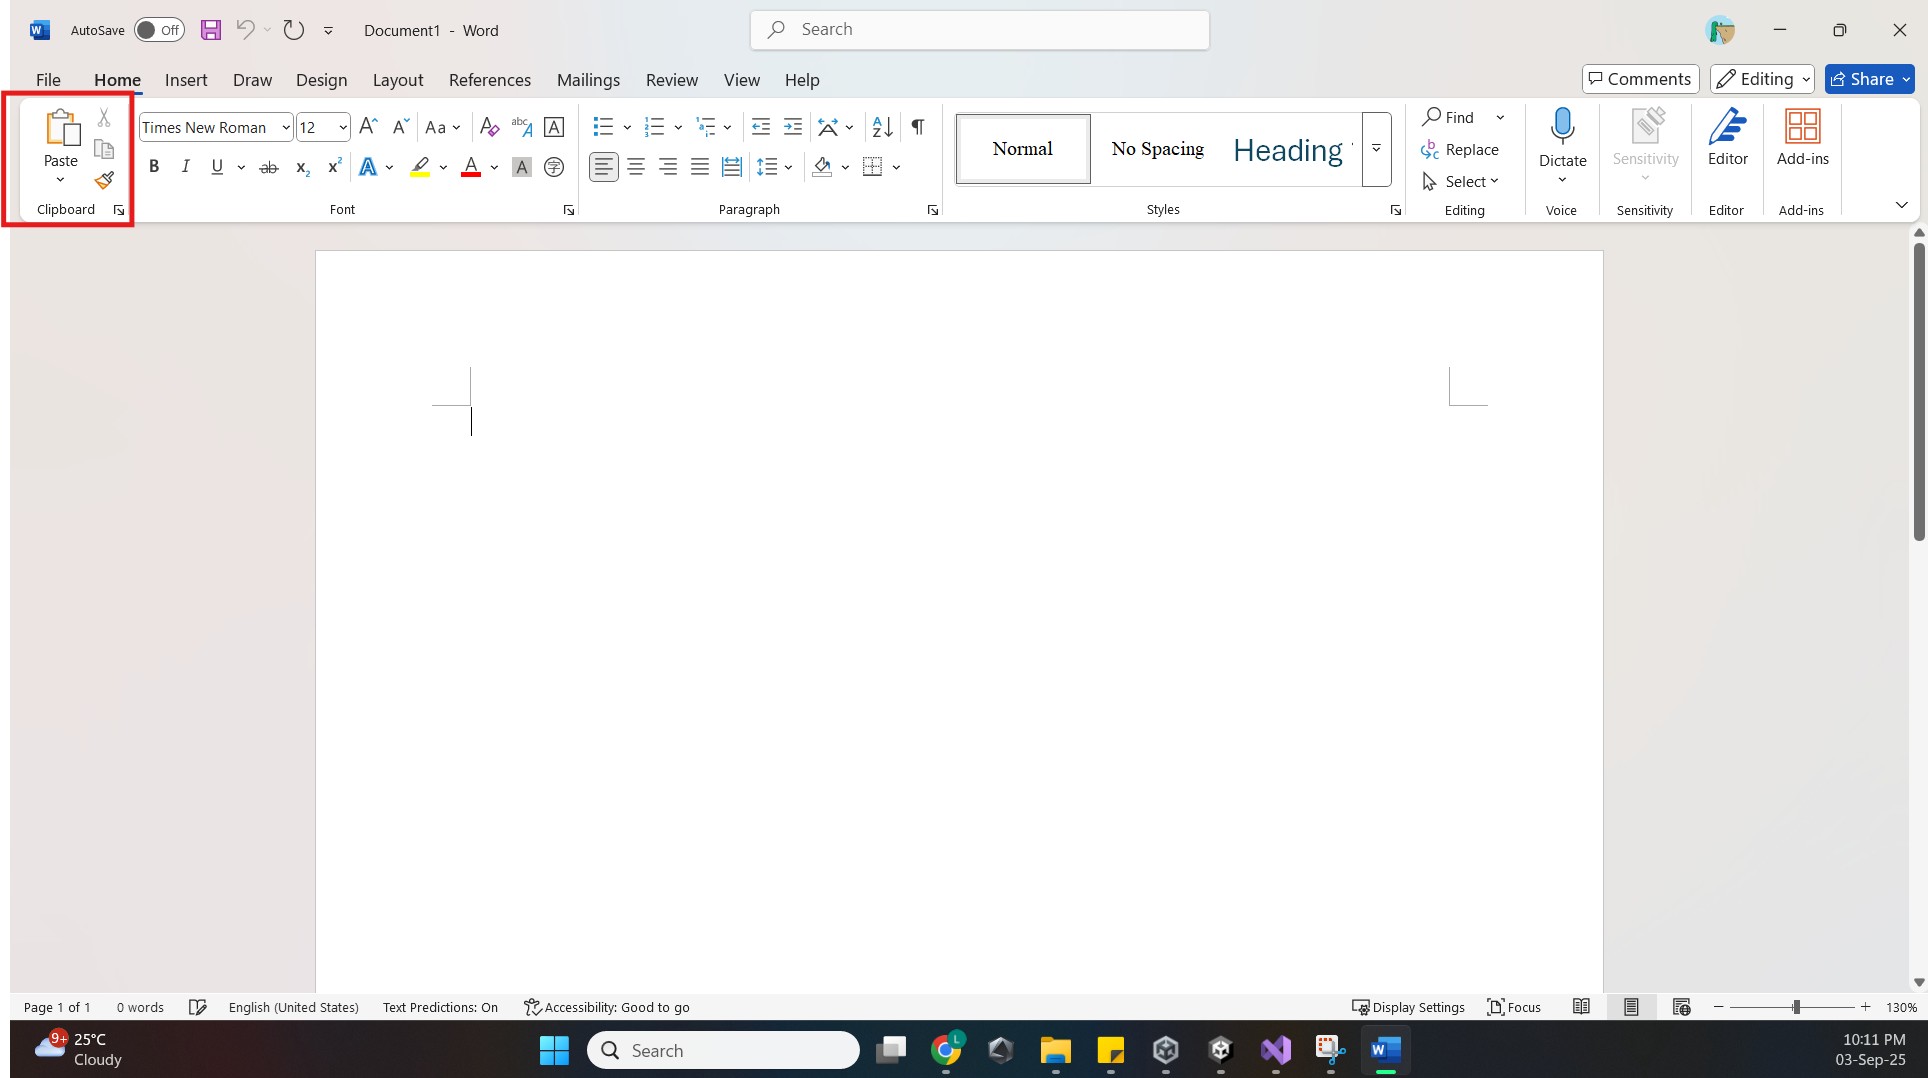 AutoSave Off Document1 - Word Search
File Home Insert Draw Design Layout References Mailings Review View Help Comments Editing Share
Times New Roman 12 Aa Find
Paste Normal No Spacing Heading Replace Dictate Sensitivity Editor Add-ins
Select
Clipboard Font Paragraph Styles Editing Voice Sensitivity Editor Add-ins
Page 1 of 1 0 words English (United States) Text Predictions: On Accessibility: Good to go Display Settings Focus 130%
9+ 25°C Search 10:11 PM
Cloudy 03-Sep-25